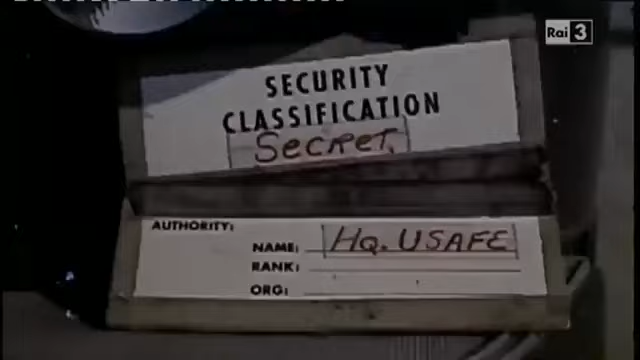 Rai 3
SECURITY
CLASSIFICATION
Secret.
AUTHORITY:
NAME: HQ. USAFE
RANK:
ORG: